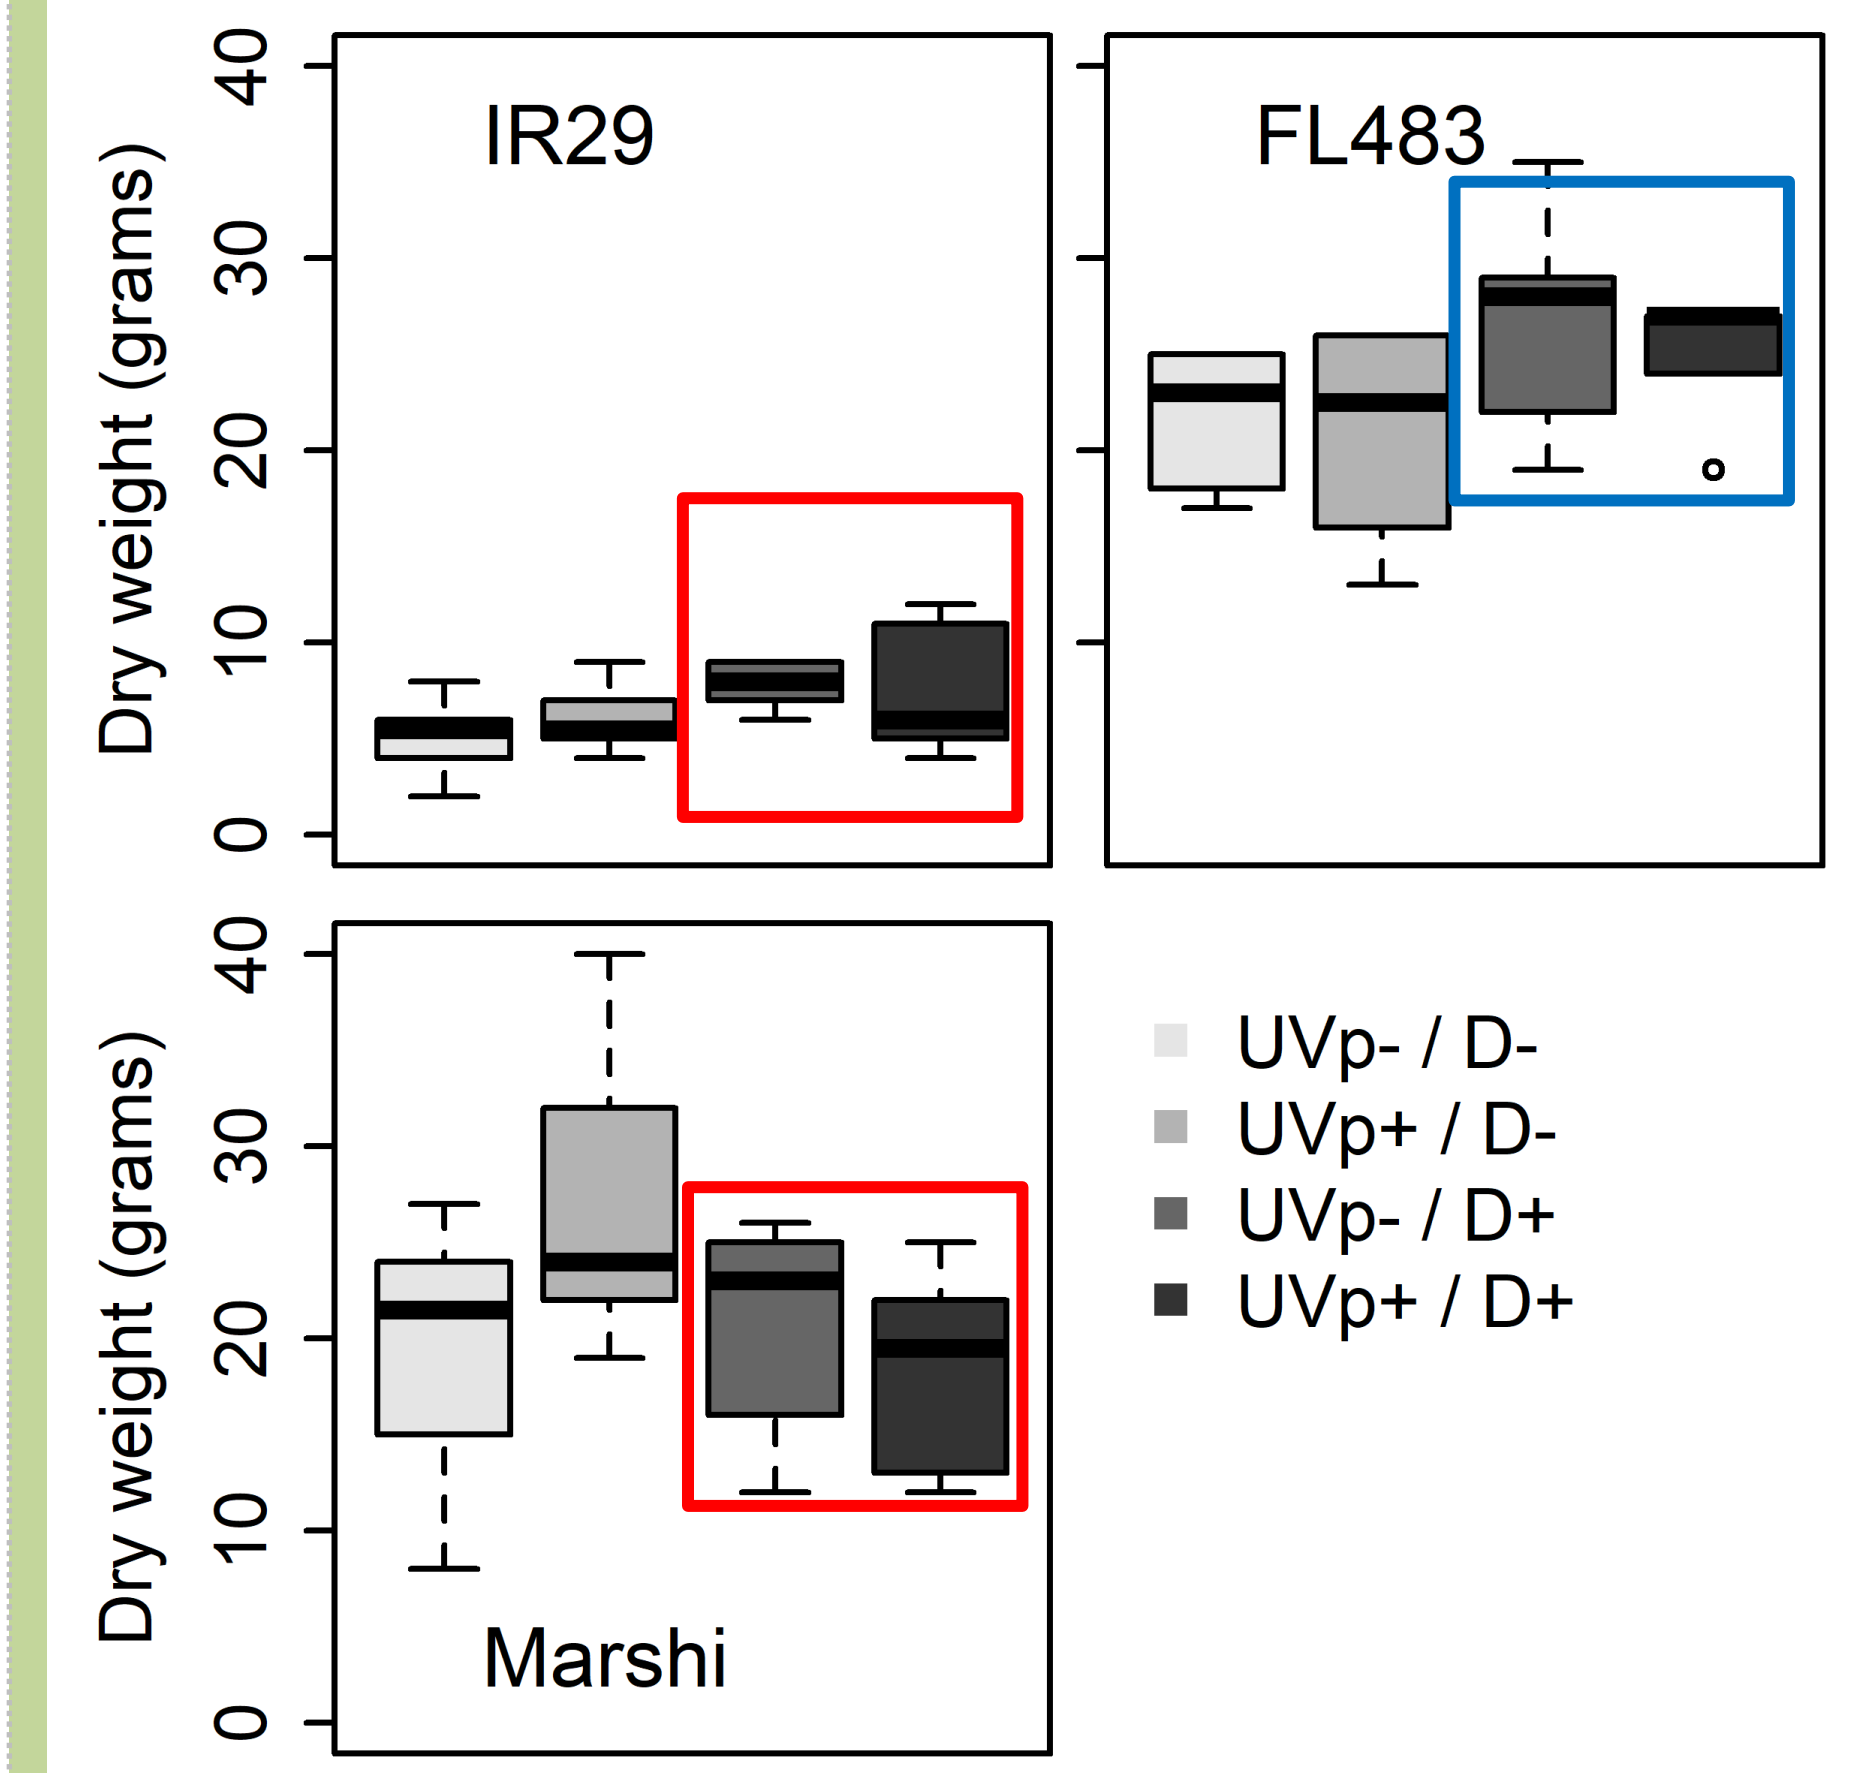 IR29
FL483
Dry weight (grams)
0
10
20
30
40
Marshi
Dry weight (grams)
0
10
20
30
40
UVp- / D-
UVp+ / D-
UVp- / D+
UVp+ / D+